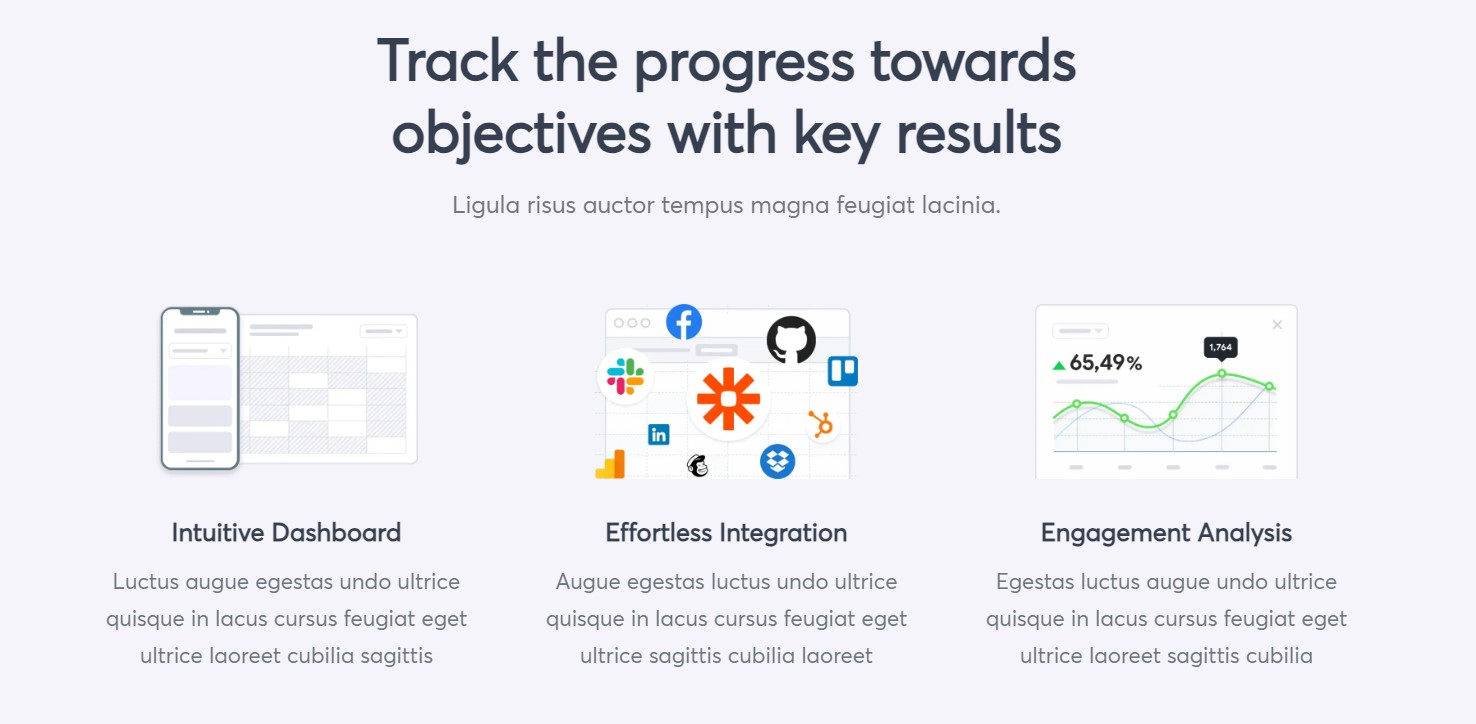 Track the progress towards
objectives with key results
Ligula risus auctor tempus magna feugiat lacinia.
65,49%
1,764
Intuitive Dashboard
Luctus augue egestas undo ultrice
quisque in lacus cursus feugiat eget
ultrice laoreet cubilia sagittis
Effortless Integration
Augue egestas luctus undo ultrice
quisque in lacus cursus feugiat eget
ultrice sagittis cubilia laoreet
Engagement Analysis
Egestas luctus augue undo ultrice
quisque in lacus cursus feugiat eget
ultrice laoreet sagittis cubilia